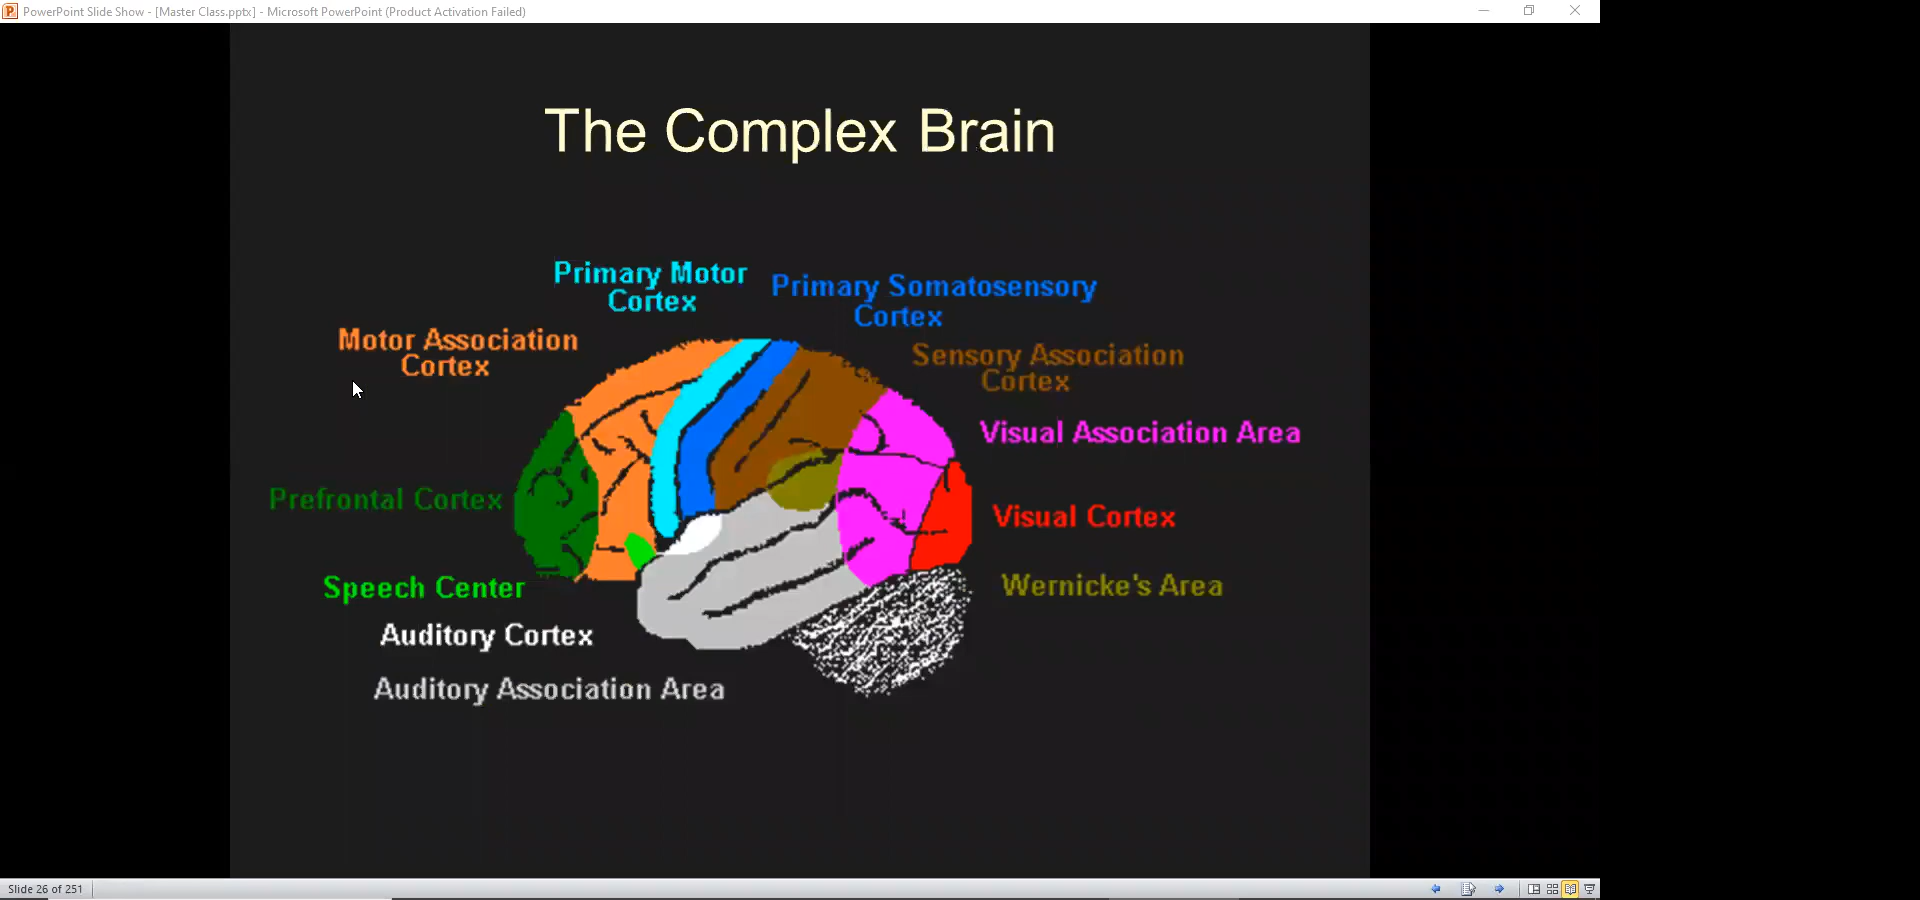 PowerPoint Slide Show - [Master Class.pptx] - Microsoft PowerPoint (Product Activation Failed)
The Complex Brain
Primary Motor
Cortex
Primary Somatosensory
Cortex
Motor Association
Cortex
Sensory Association
Cortex
Visual Association Area
Prefrontal Cortex
Visual Cortex
Speech Center
Wernicke's Area
Auditory Cortex
Auditory Association Area
Slide 26 of 251